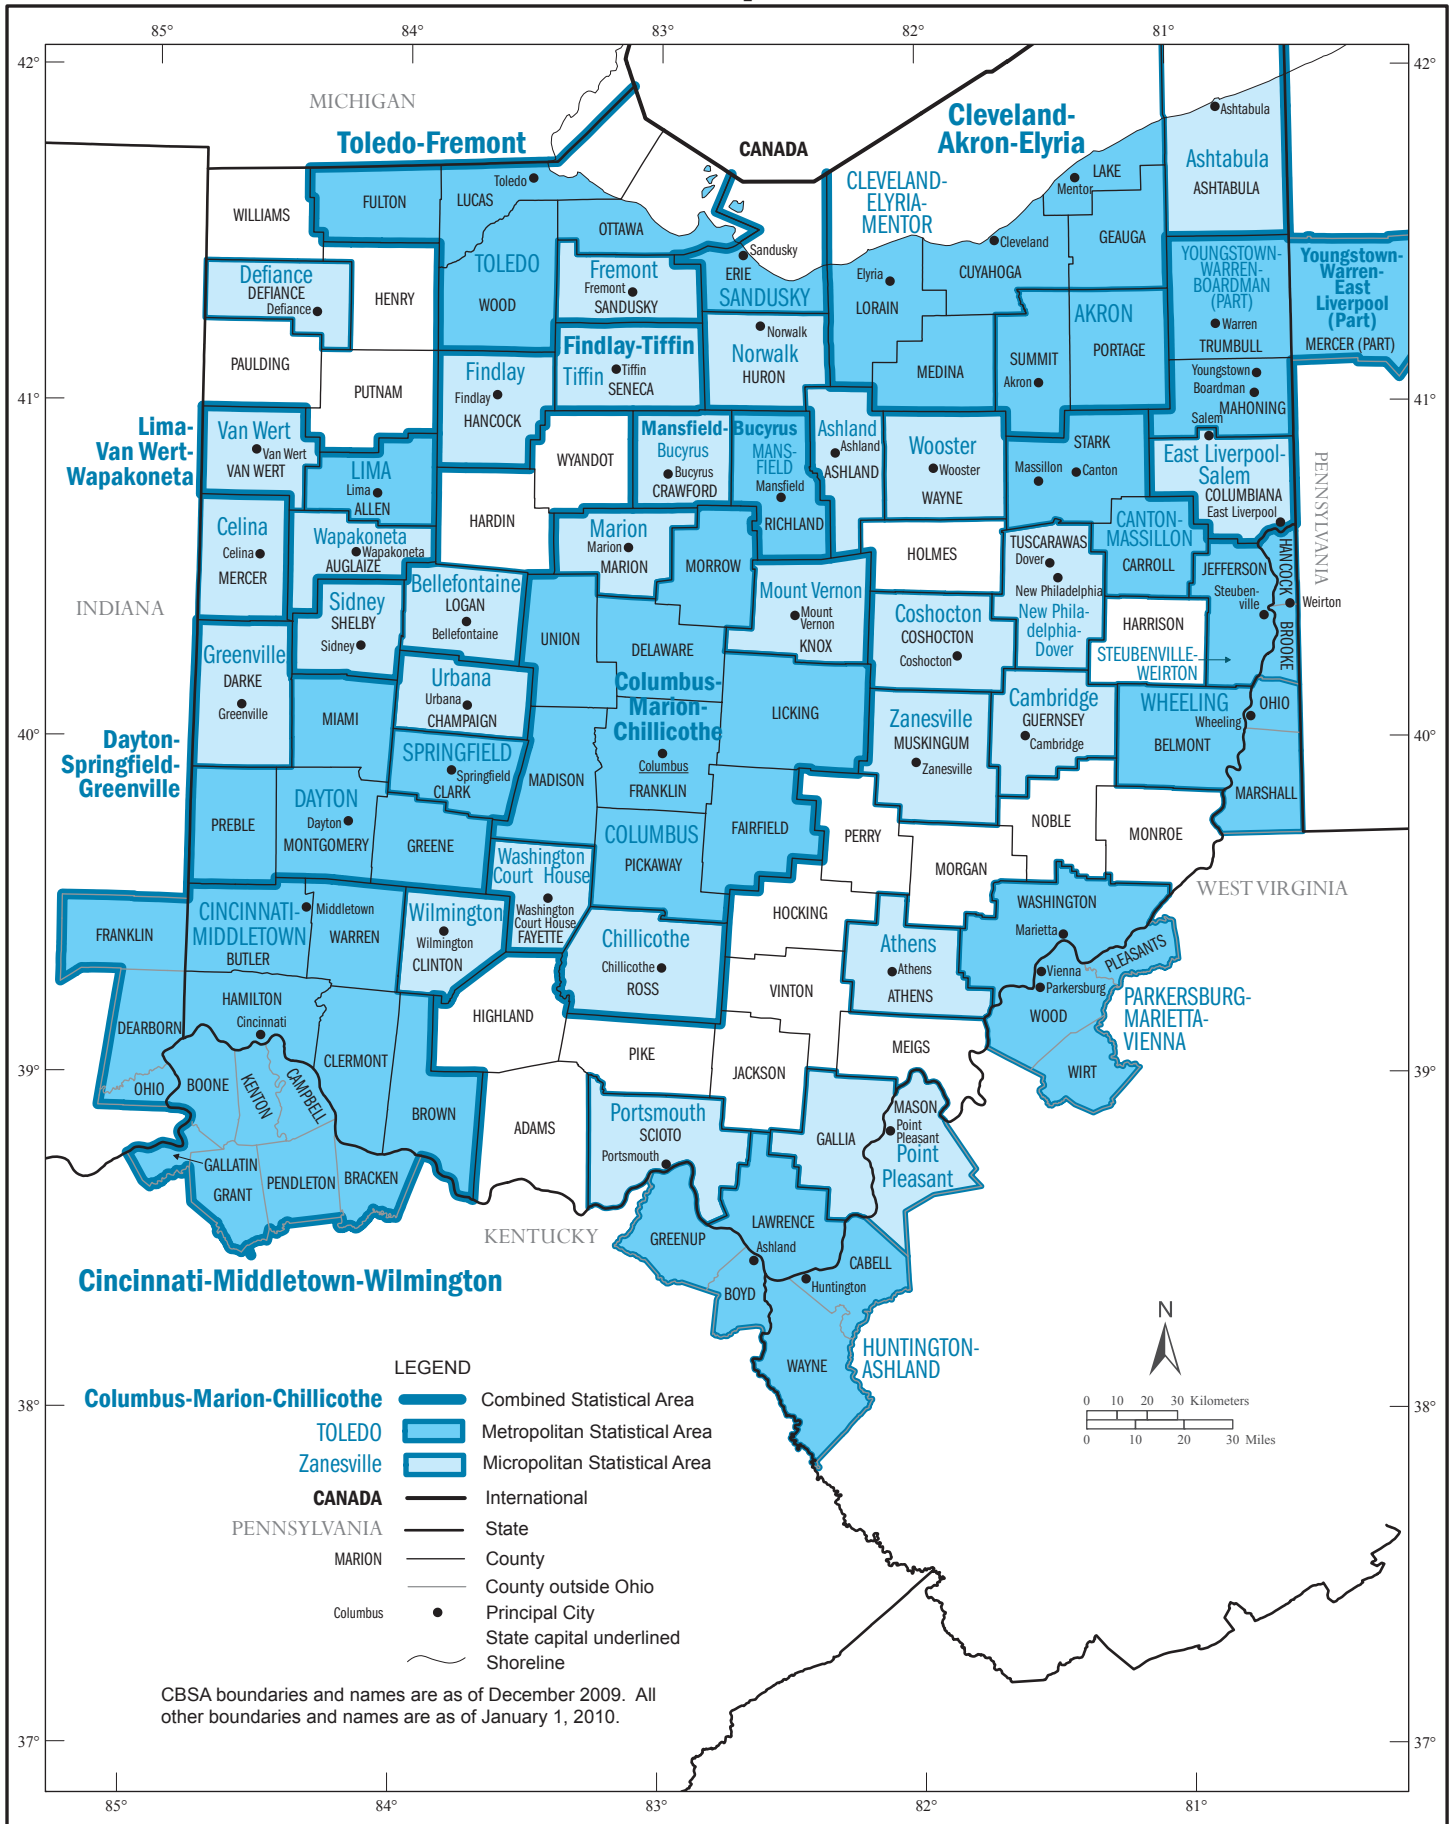 85°
84°
83°
82°
81°
42°
42°
MICHIGAN
Toledo-Fremont
CANADA
Cleveland-
Akron-Elyria
Ashtabula
Ashtabula
ASHTABULA
WILLIAMS
FULTON
LUCAS
Toledo
OTTAWA
TOLEDO
WOOD
CLEVELAND-
ELYRIA-
MENTOR
LAKE
Mentor
GEAUGA
Cleveland
CUYAHOGA
Elyria
LORAIN
Sandusky
ERIE
SANDUSKY
Fremont
Fremont
SANDUSKY
Defiance
DEFIANCE
Defiance
HENRY
YOUNGSTOWN-
WARREN-
BOARDMAN
(PART)
Warren
TRUMBULL
Youngstown-
Warren-
East
Liverpool
(Part)
MERCER (PART)
AKRON
PORTAGE
SUMMIT
Akron
MEDINA
Norwalk
Norwalk
HURON
Findlay-Tiffin
Tiffin
Tiffin
SENECA
Findlay
Findlay
HANCOCK
PAULDING
PUTNAM
Youngstown
Boardman
MAHONING
Salem
41°
41°
Lima-
Van Wert-
Wapakoneta
Van Wert
Van Wert
VAN WERT
LIMA
Lima
ALLEN
WYANDOT
Mansfield-Bucyrus
Bucyrus
Bucyrus
CRAWFORD
MANS-
FIELD
Mansfield
RICHLAND
Ashland
Ashland
ASHLAND
Wooster
Wooster
WAYNE
STARK
Massillon
Canton
East Liverpool-
Salem
COLUMBIANA
East Liverpool
PENNSYLVANIA
Celina
Celina
MERCER
Wapakoneta
Wapakoneta
AUGLAIZE
HARDIN
Marion
Marion
MARION
MORROW
HOLMES
TUSCARAWAS
Dover
New Philadelphia
New Phila-
delphia-
Dover
CANTON-
MASSILLON
CARROLL
JEFFERSON
Steuben-
ville
HANCOCK
Weirton
BROOKE
INDIANA
Sidney
SHELBY
Sidney
Bellefontaine
LOGAN
Bellefontaine
UNION
DELAWARE
Mount Vernon
Mount
Vernon
KNOX
Coshocton
COSHOCTON
Coshocton
HARRISON
STEUBENVILLE-
WEIRTON
Greenville
DARKE
Greenville
MIAMI
Urbana
Urbana
CHAMPAIGN
Columbus-
Marion-
Chillicothe
Columbus
FRANKLIN
LICKING
Zanesville
MUSKINGUM
Zanesville
Cambridge
GUERNSEY
Cambridge
WHEELING
Wheeling
BELMONT
OHIO
MARSHALL
40°
40°
Dayton-
Springfield-
Greenville
SPRINGFIELD
Springfield
CLARK
MADISON
PREBLE
DAYTON
Dayton
MONTGOMERY
GREENE
COLUMBUS
PICKAWAY
FAIRFIELD
PERRY
MORGAN
NOBLE
MONROE
WEST VIRGINIA
Washington
Court House
Washington
Court House
FAYETTE
FRANKLIN
CINCINNATI-
MIDDLETOWN
BUTLER
Middletown
WARREN
Wilmington
Wilmington
CLINTON
Chillicothe
Chillicothe
ROSS
HOCKING
Athens
Athens
ATHENS
WASHINGTON
Marietta
PLEASANTS
Vienna
Parkersburg
WOOD
PARKERSBURG-
MARIETTA-
VIENNA
WIRT
HAMILTON
Cincinnati
DEARBORN
CLERMONT
HIGHLAND
VINTON
PIKE
JACKSON
MEIGS
39°
39°
OHIO
BOONE
KENTON
CAMPBELL
BROWN
ADAMS
Portsmouth
SCIOTO
Portsmouth
GALLIA
MASON
Point
Pleasant
Point
Pleasant
GALLATIN
GRANT
PENDLETON
BRACKEN
KENTUCKY
GREENUP
LAWRENCE
Ashland
BOYD
CABELL
Huntington
WAYNE
HUNTINGTON-
ASHLAND
Cincinnati-Middletown-Wilmington
N
0 10 20 30 Kilometers
0 10 20 30 Miles
38°
38°
LEGEND
Columbus-Marion-Chillicothe Combined Statistical Area
TOLEDO Metropolitan Statistical Area
Zanesville Micropolitan Statistical Area
CANADA International
PENNSYLVANIA State
MARION County
County outside Ohio
Columbus Principal City
State capital underlined
Shoreline
CBSA boundaries and names are as of December 2009. All
other boundaries and names are as of January 1, 2010.
37°
37°
85°
84°
83°
82°
81°